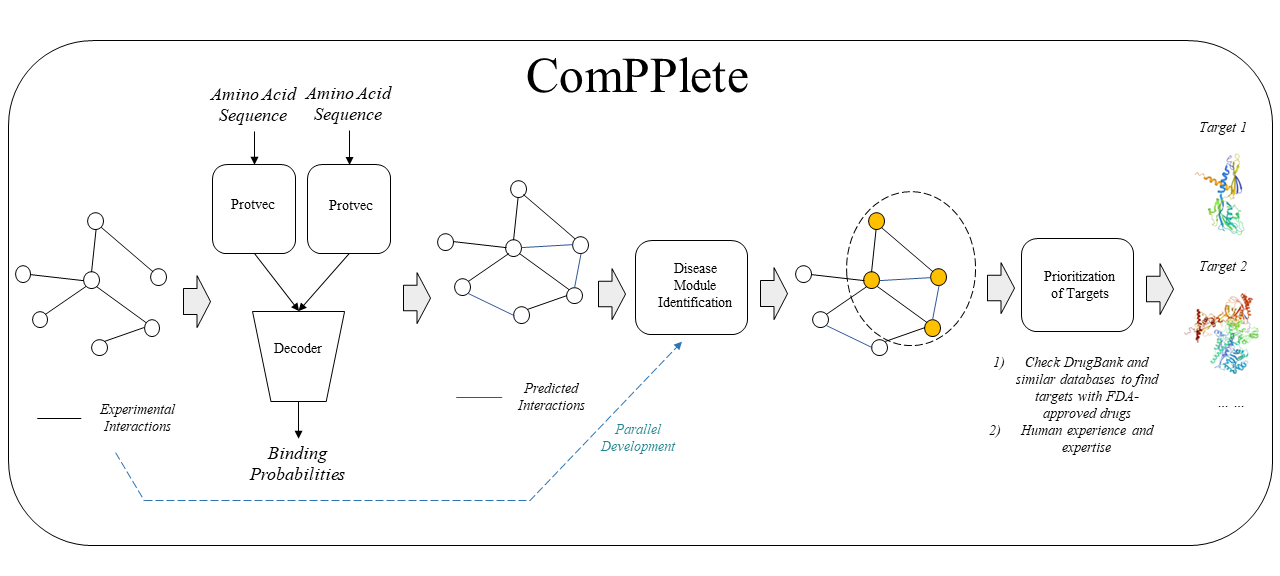 ComPPlete
Amino Acid
Sequence
Amino Acid
Sequence
Protvec
Protvec
Decoder
Binding
Probabilities
Experimental
Interactions
Predicted
Interactions
Parallel
Development
Disease
Module
Identification
Prioritization
of Targets
1) Check DrugBank and
similar databases to find
targets with FDA-
approved drugs
2) Human experience and
expertise
Target 1
Target 2
... ...